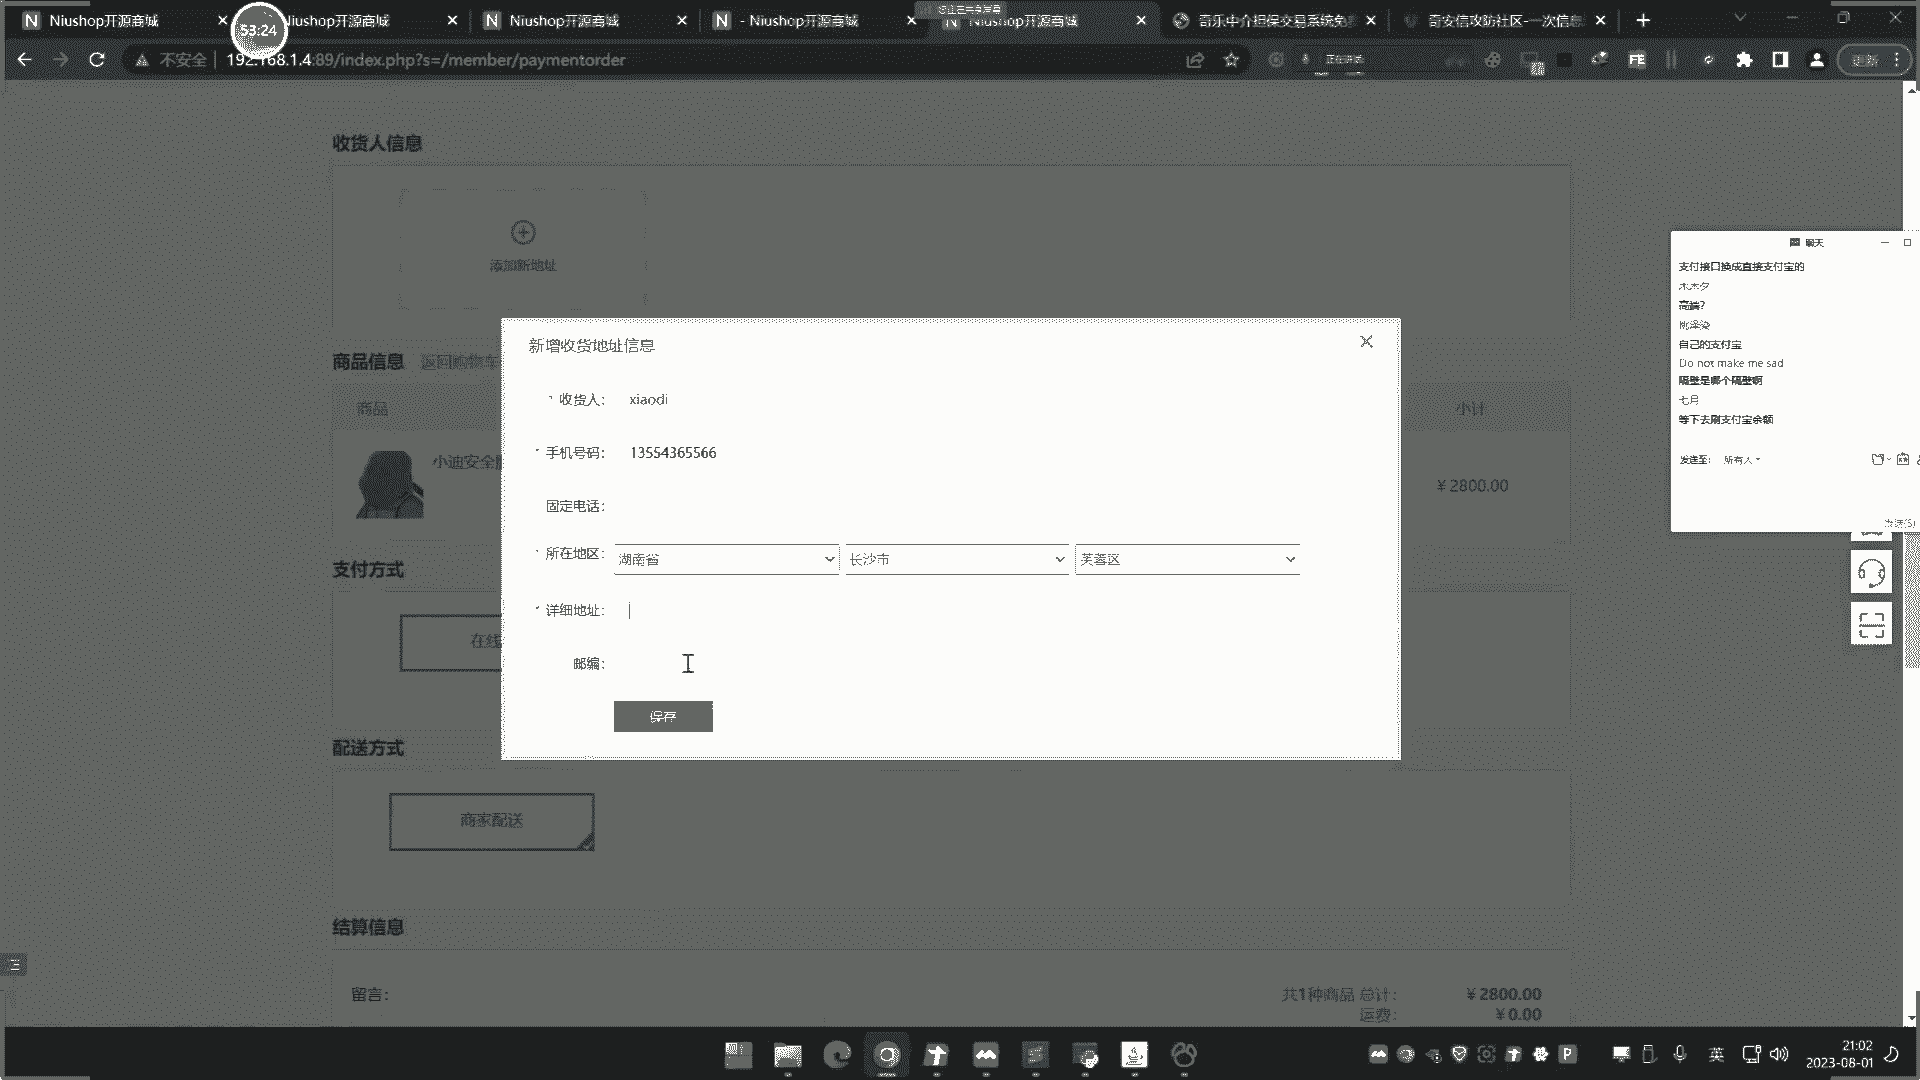 Niushop开源商城
Niushop开源商城
Niushop开源商城
- Niushop开源商城
Niushop开源商城
音乐中介担保交易系统免
奇安信攻防社区-一次信息
53:24
不安全
192.168.1.4:89/index.php?s=/member/paymentorder
正在讲话:
FE
更新
收货人信息
添加新地址
商品信息
返回购物车
商品
小计
小迪安全
¥2800.00
支付方式
在线
配送方式
商家配送
结算信息
留言:
共1种商品 总计:
¥2800.00
运费:
¥0.00
新增收货地址信息
* 收货人:
xiaodi
* 手机号码:
13554365566
固定电话:
* 所在地区:
湖南省
长沙市
芙蓉区
* 详细地址:
邮编:
保存
聊天
支付接口换成直接支付宝的
木木夕
高端?
自己的支付宝
Do not make me sad
隔壁是哪个隔壁啊
七月
等下去刷支付宝余额
发送至:
所有人
发送(S)
英
21:02
2023-08-01